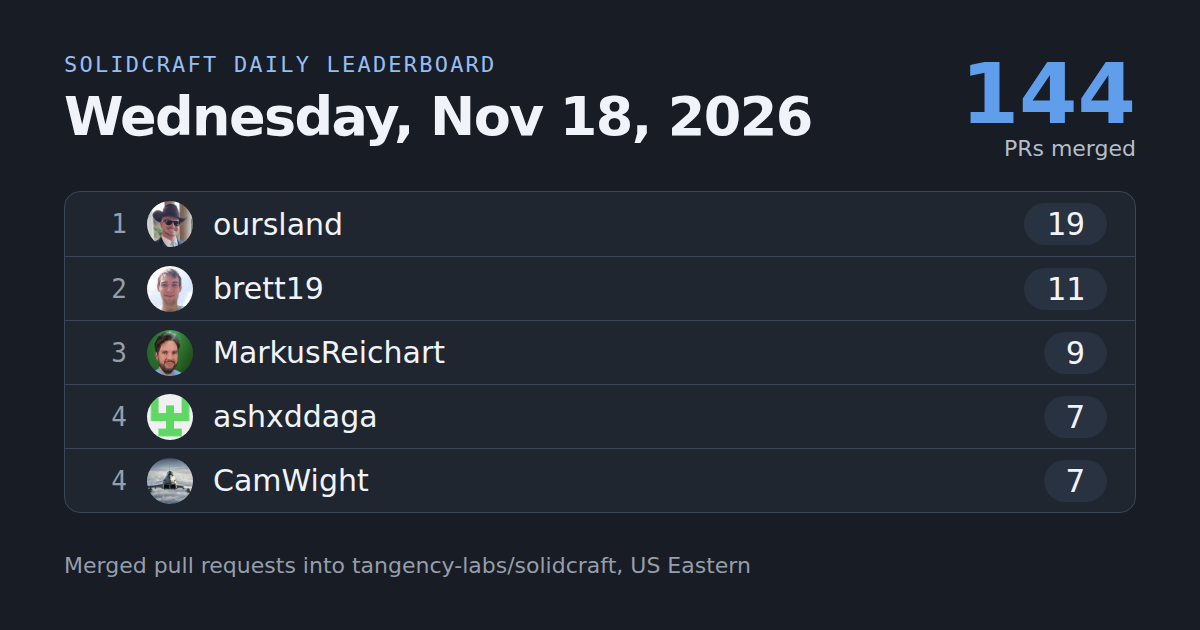 SOLIDCRAFT DAILY LEADERBOARD
Wednesday, Nov 18, 2026
144
PRs merged
1 oursland 19
2 brett19 11
3 MarkusReichart 9
4 ashxddaga 7
4 CamWight 7
Merged pull requests into tangency-labs/solidcraft, US Eastern